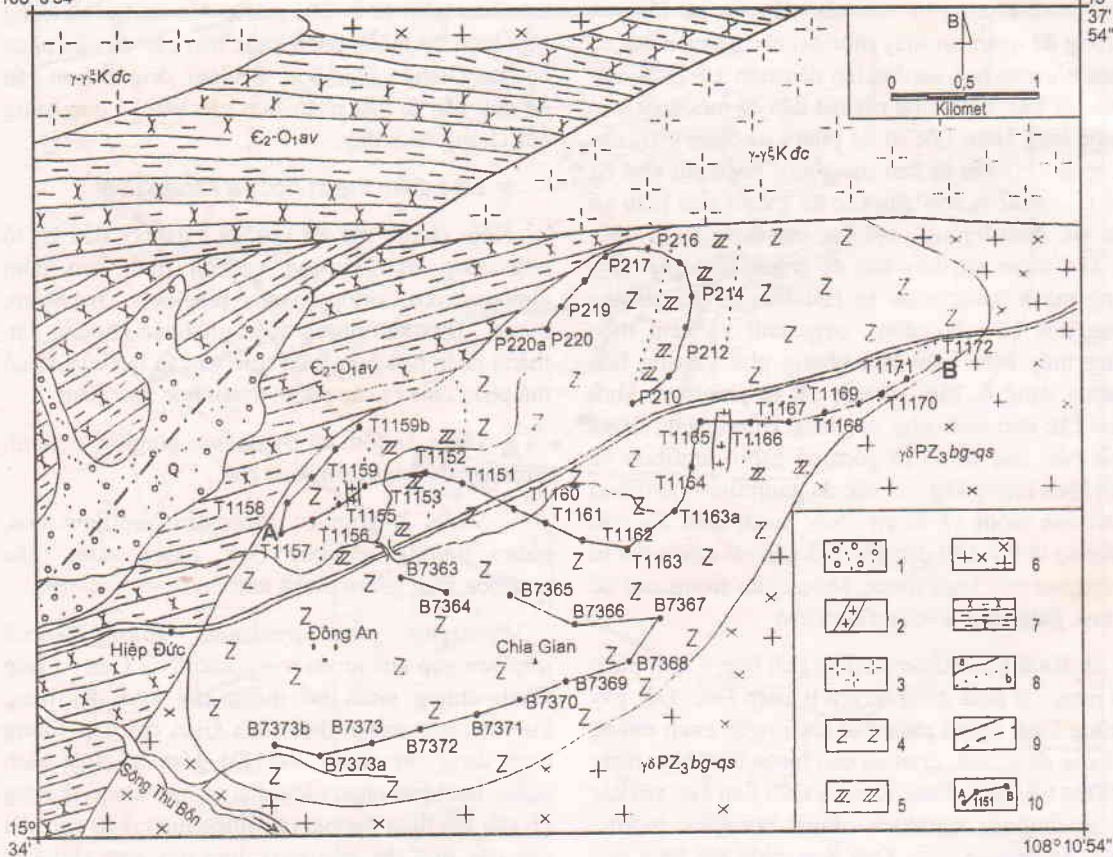 15°
37'
54"
B
0 0,5
Kilomet
γ-γξKđc
Є₂-O₁av
γ-γξKđc
P216
P217
P214
P219
P220a P220
P212
P210
Є₂-O₁av
T1172
T1171
B
T1170
T1169
T1167
T1168
T1165 T1166
γδPZ₃bg-qs
T1164
T1159b
T1152
T1151
T1159
T1153
T1160
Q
T1158
T1155
T1161
T1163a
A
T1156
T1162
T1157
T1163
B7363
B7365
B7364
B7366
B7367
Hiệp Đức
Đông An
Chia Gian
B7368
B7369
B7370
B7371
B7373b B7373
B7372
B7373a
γδPZ₃bg-qs
Sông Thu Bồn
1 6
2 7
3 a b 8
4 9
5 A 1151 B 10
15°
34'
108°10'54"